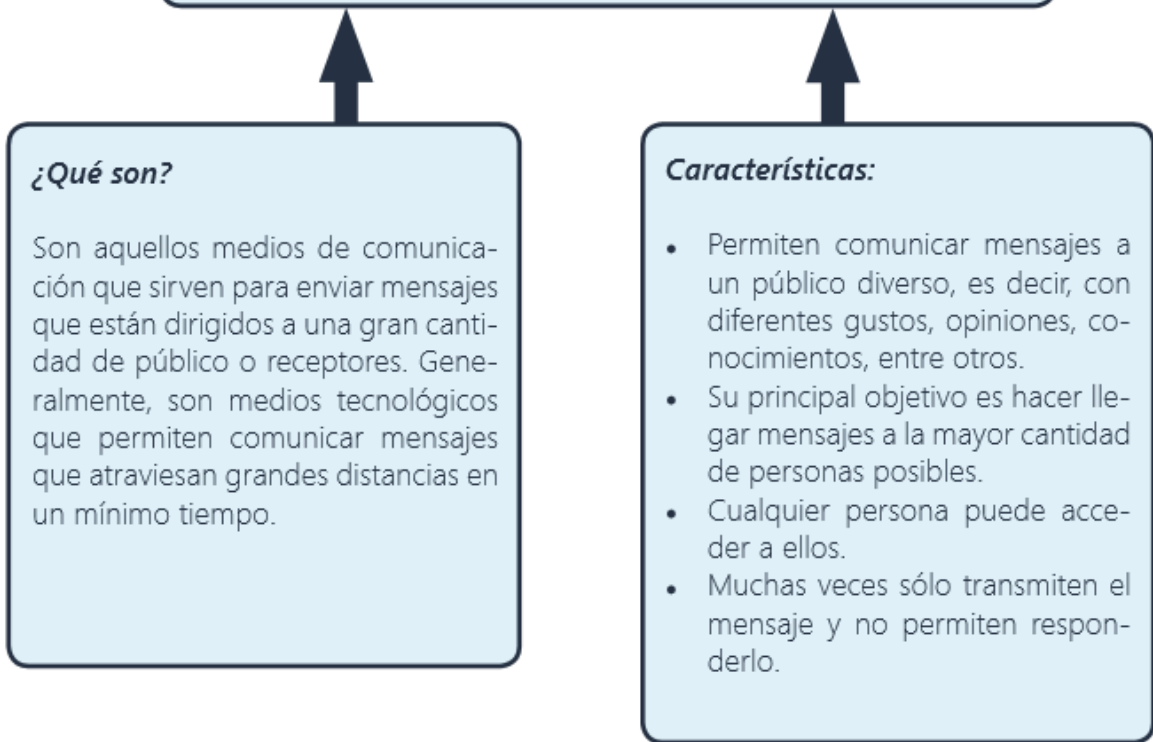 ¿Qué son?
Son aquellos medios de comunica-
ción que sirven para enviar mensajes
que están dirigidos a una gran canti-
dad de público o receptores. Gene-
ralmente, son medios tecnológicos
que permiten comunicar mensajes
que atraviesan grandes distancias en
un mínimo tiempo.
Característicias:
• Permiten comunicar mensajes a
un público diverso, es decir, con
diferentes gustos, opiniones, co-
nocimientos, entre otros.
• Su principal objetivo es hacer lle-
gar mensajes a la mayor cantidad
de personas posibles.
• Cualquier persona puede acce-
der a ellos.
• Muchas veces sólo transmiten el
mensaje y no permiten respon-
derlo.